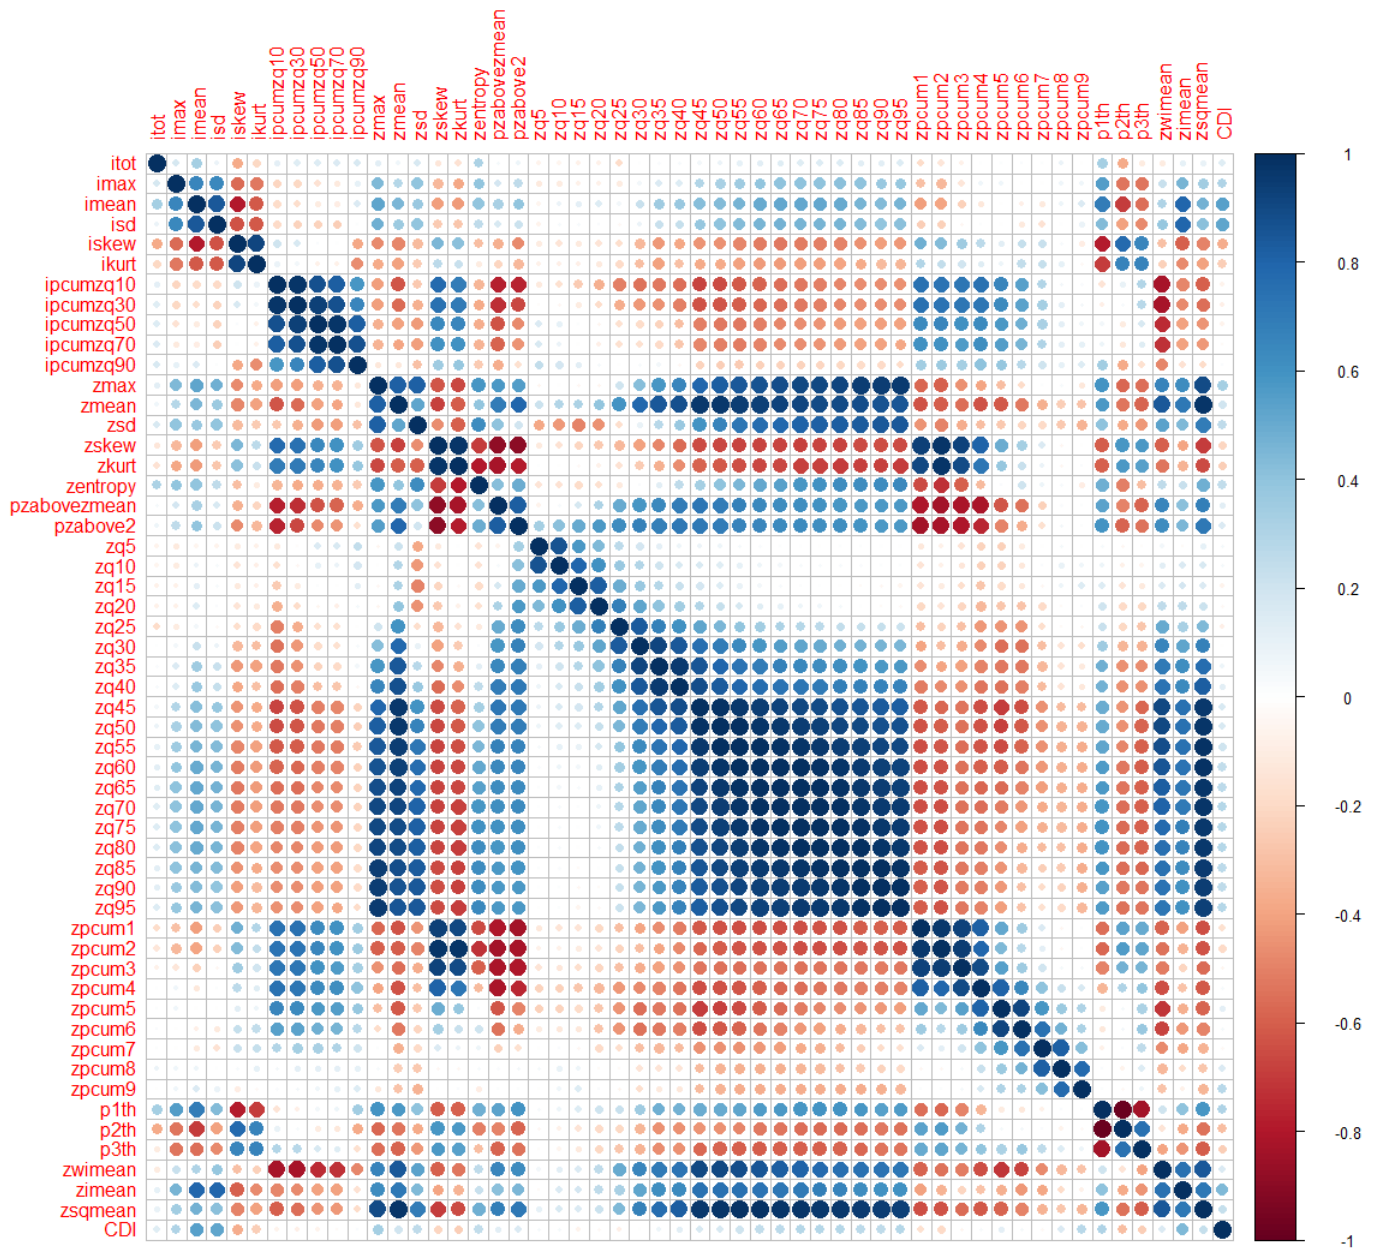 itot imax imean isd iskew ikurt ipcumzq10 ipcumzq30 ipcumzq50 ipcumzq70 ipcumzq90 zmax zmean zsd zskew zkurt zentropy pzabovezmean pzabove2 zq5 zq10 zq15 zq20 zq25 zq30 zq35 zq40 zq45 zq50 zq55 zq60 zq65 zq70 zq75 zq80 zq85 zq90 zq95 zpcum1 zpcum2 zpcum3 zpcum4 zpcum5 zpcum6 zpcum7 zpcum8 zpcum9 p1th p2th p3th zwimean zimean zsqmean CDI
itot
imax
imean
isd
iskew
ikurt
ipcumzq10
ipcumzq30
ipcumzq50
ipcumzq70
ipcumzq90
zmax
zmean
zsd
zskew
zkurt
zentropy
pzabovezmean
pzabove2
zq5
zq10
zq15
zq20
zq25
zq30
zq35
zq40
zq45
zq50
zq55
zq60
zq65
zq70
zq75
zq80
zq85
zq90
zq95
zpcum1
zpcum2
zpcum3
zpcum4
zpcum5
zpcum6
zpcum7
zpcum8
zpcum9
p1th
p2th
p3th
zwimean
zimean
zsqmean
CDI
1
0.8
0.6
0.4
0.2
0
-0.2
-0.4
-0.6
-0.8
-1